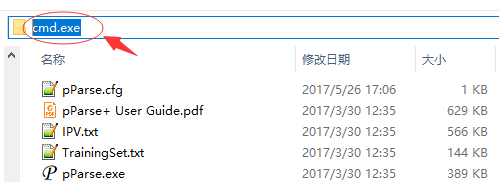 cmd.exe
名称 修改日期 大小
pParse.cfg 2017/5/26 17:06 1 KB
pParse+ User Guide.pdf 2017/3/30 12:35 629 KB
IPV.txt 2017/3/30 12:35 566 KB
TrainingSet.txt 2017/3/30 12:35 144 KB
pParse.exe 2017/3/30 12:35 389 KB